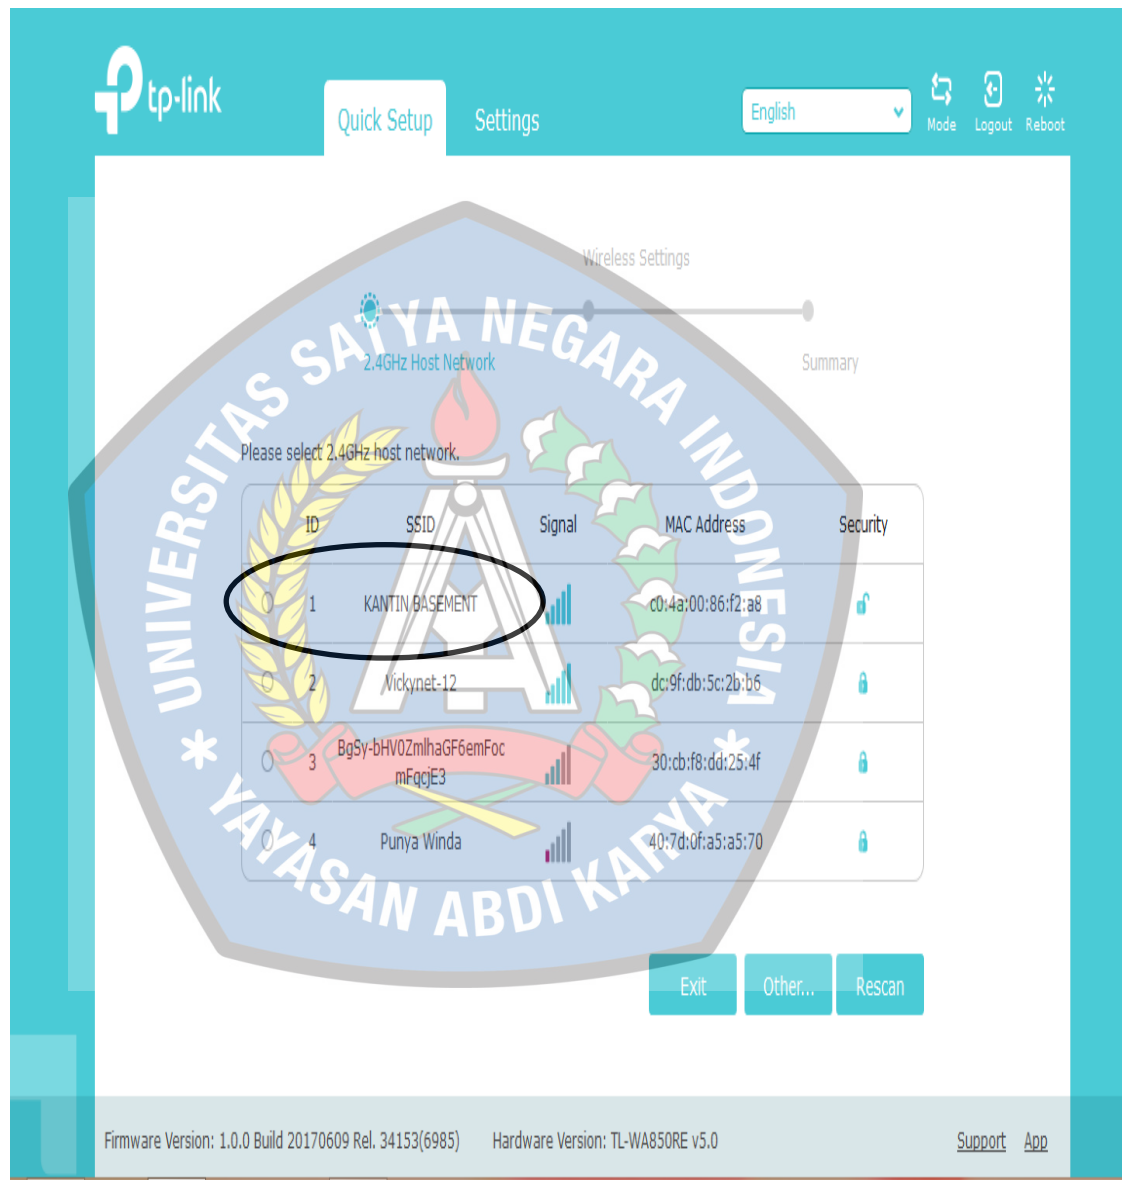 tp-link
Quick Setup
Settings
English
Mode
Logout
Reboot
Wireless Settings
2.4GHz Host Network
Summary
UNIVERSITAS SATYA NEGARA INDONESIA
Please select 2.4GHz host network.
ID SSID Signal MAC Address Security
1 KANTIN BASEMENT c0:4a:00:86:f2:a8
2 Vickynet-12 dc:9f:db:5c:2b:b6
3 BgSy-bHV0ZmlhaGF6emFoc
mFqcjE3 30:cb:f8:dd:25:4f
4 Punya Winda 40:7d:0f:a5:a5:70
* YAYASAN ABDI KARYA *
Exit Other... Rescan
Firmware Version: 1.0.0 Build 20170609 Rel. 34153(6985) Hardware Version: TL-WA850RE v5.0 Support App